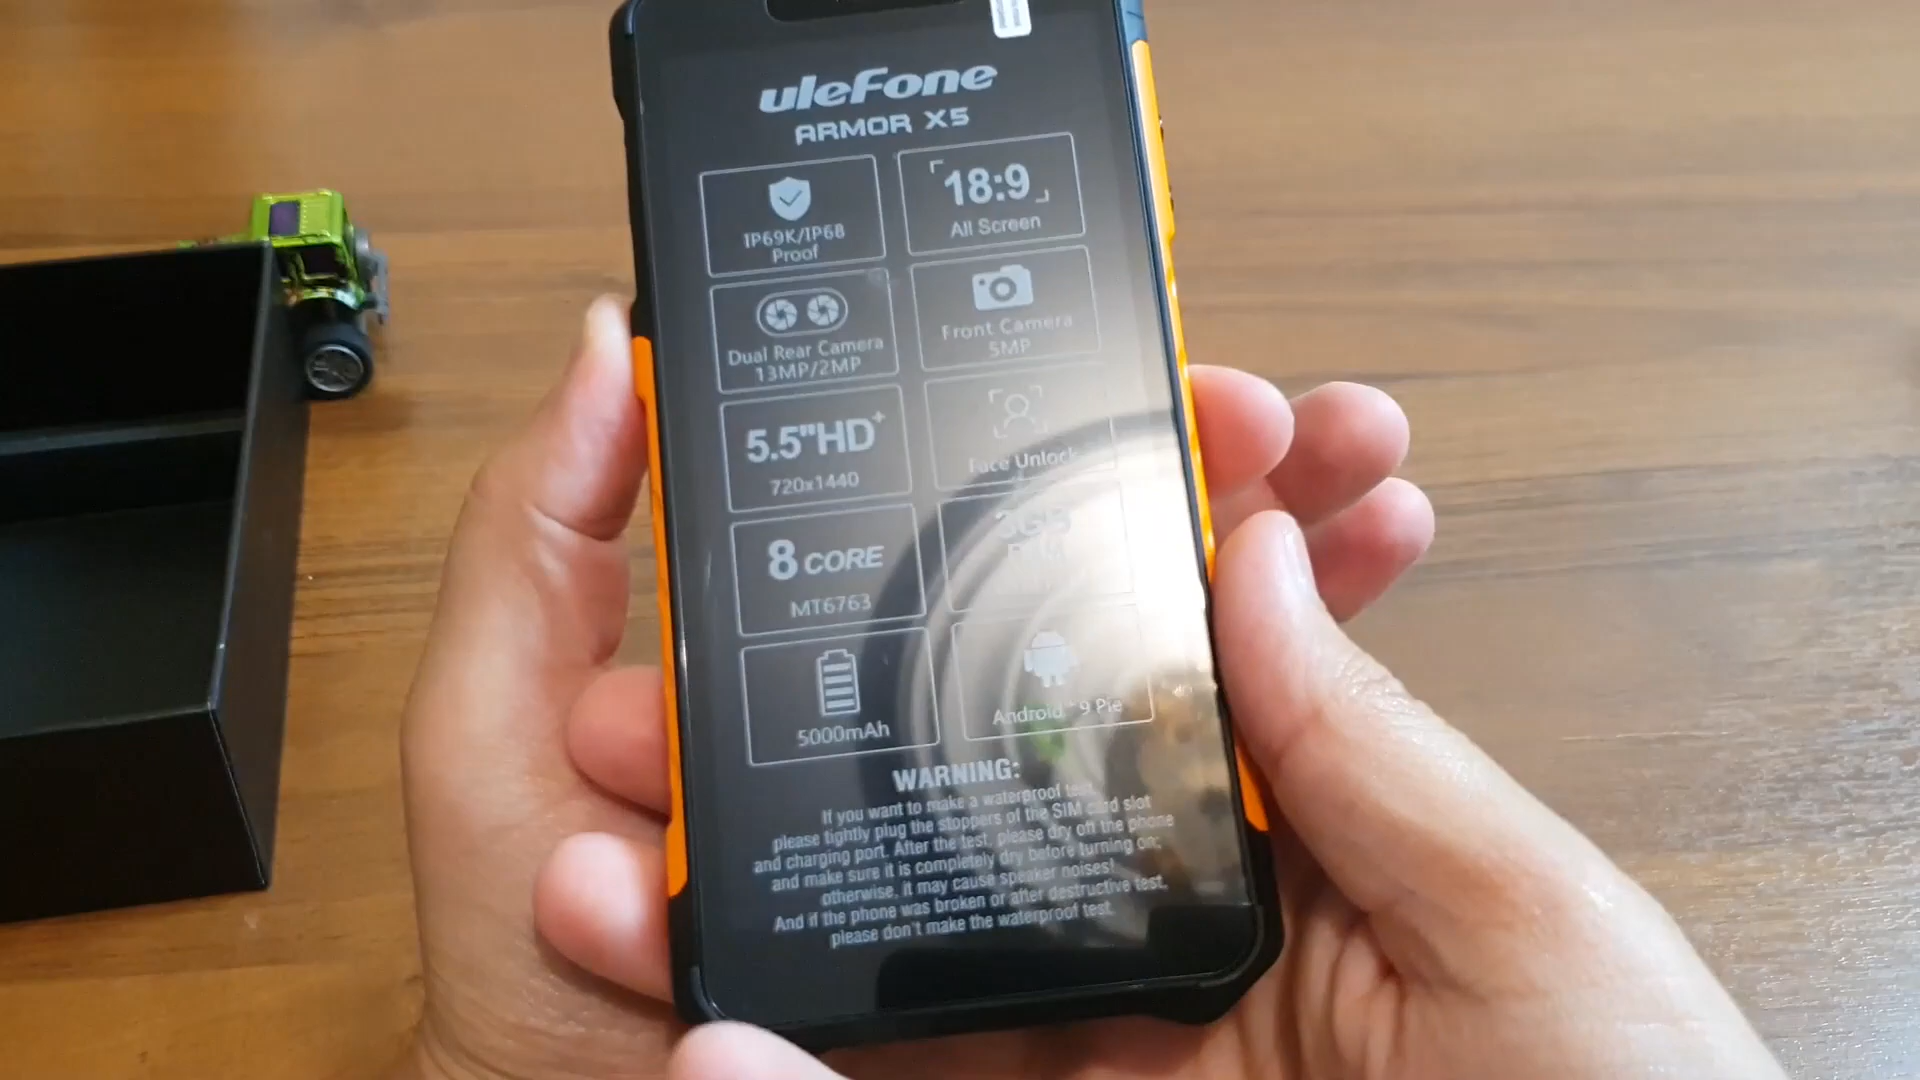 uleFone
ARMOR X5
IP69K/IP68
Proof
18:9
All Screen
Dual Rear Camera
13MP/2MP
Front Camera
5MP
5.5"HD+
720x1440
Face Unlock
8 CORE
MT6763
3GB
RAM
5000mAh
Android™ 9 Pie
WARNING:
If you want to make a waterproof test,
please tightly plug the stoppers of the SIM card slot
and charging port. After the test, please dry off the phone
and make sure it is completely dry before turning on;
otherwise, it may cause speaker noises!
And if the phone was broken or after destructive test,
please don't make the waterproof test.